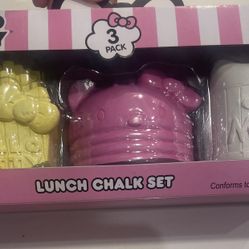 3
PACK
LUNCH CHALK SET
Conforms to